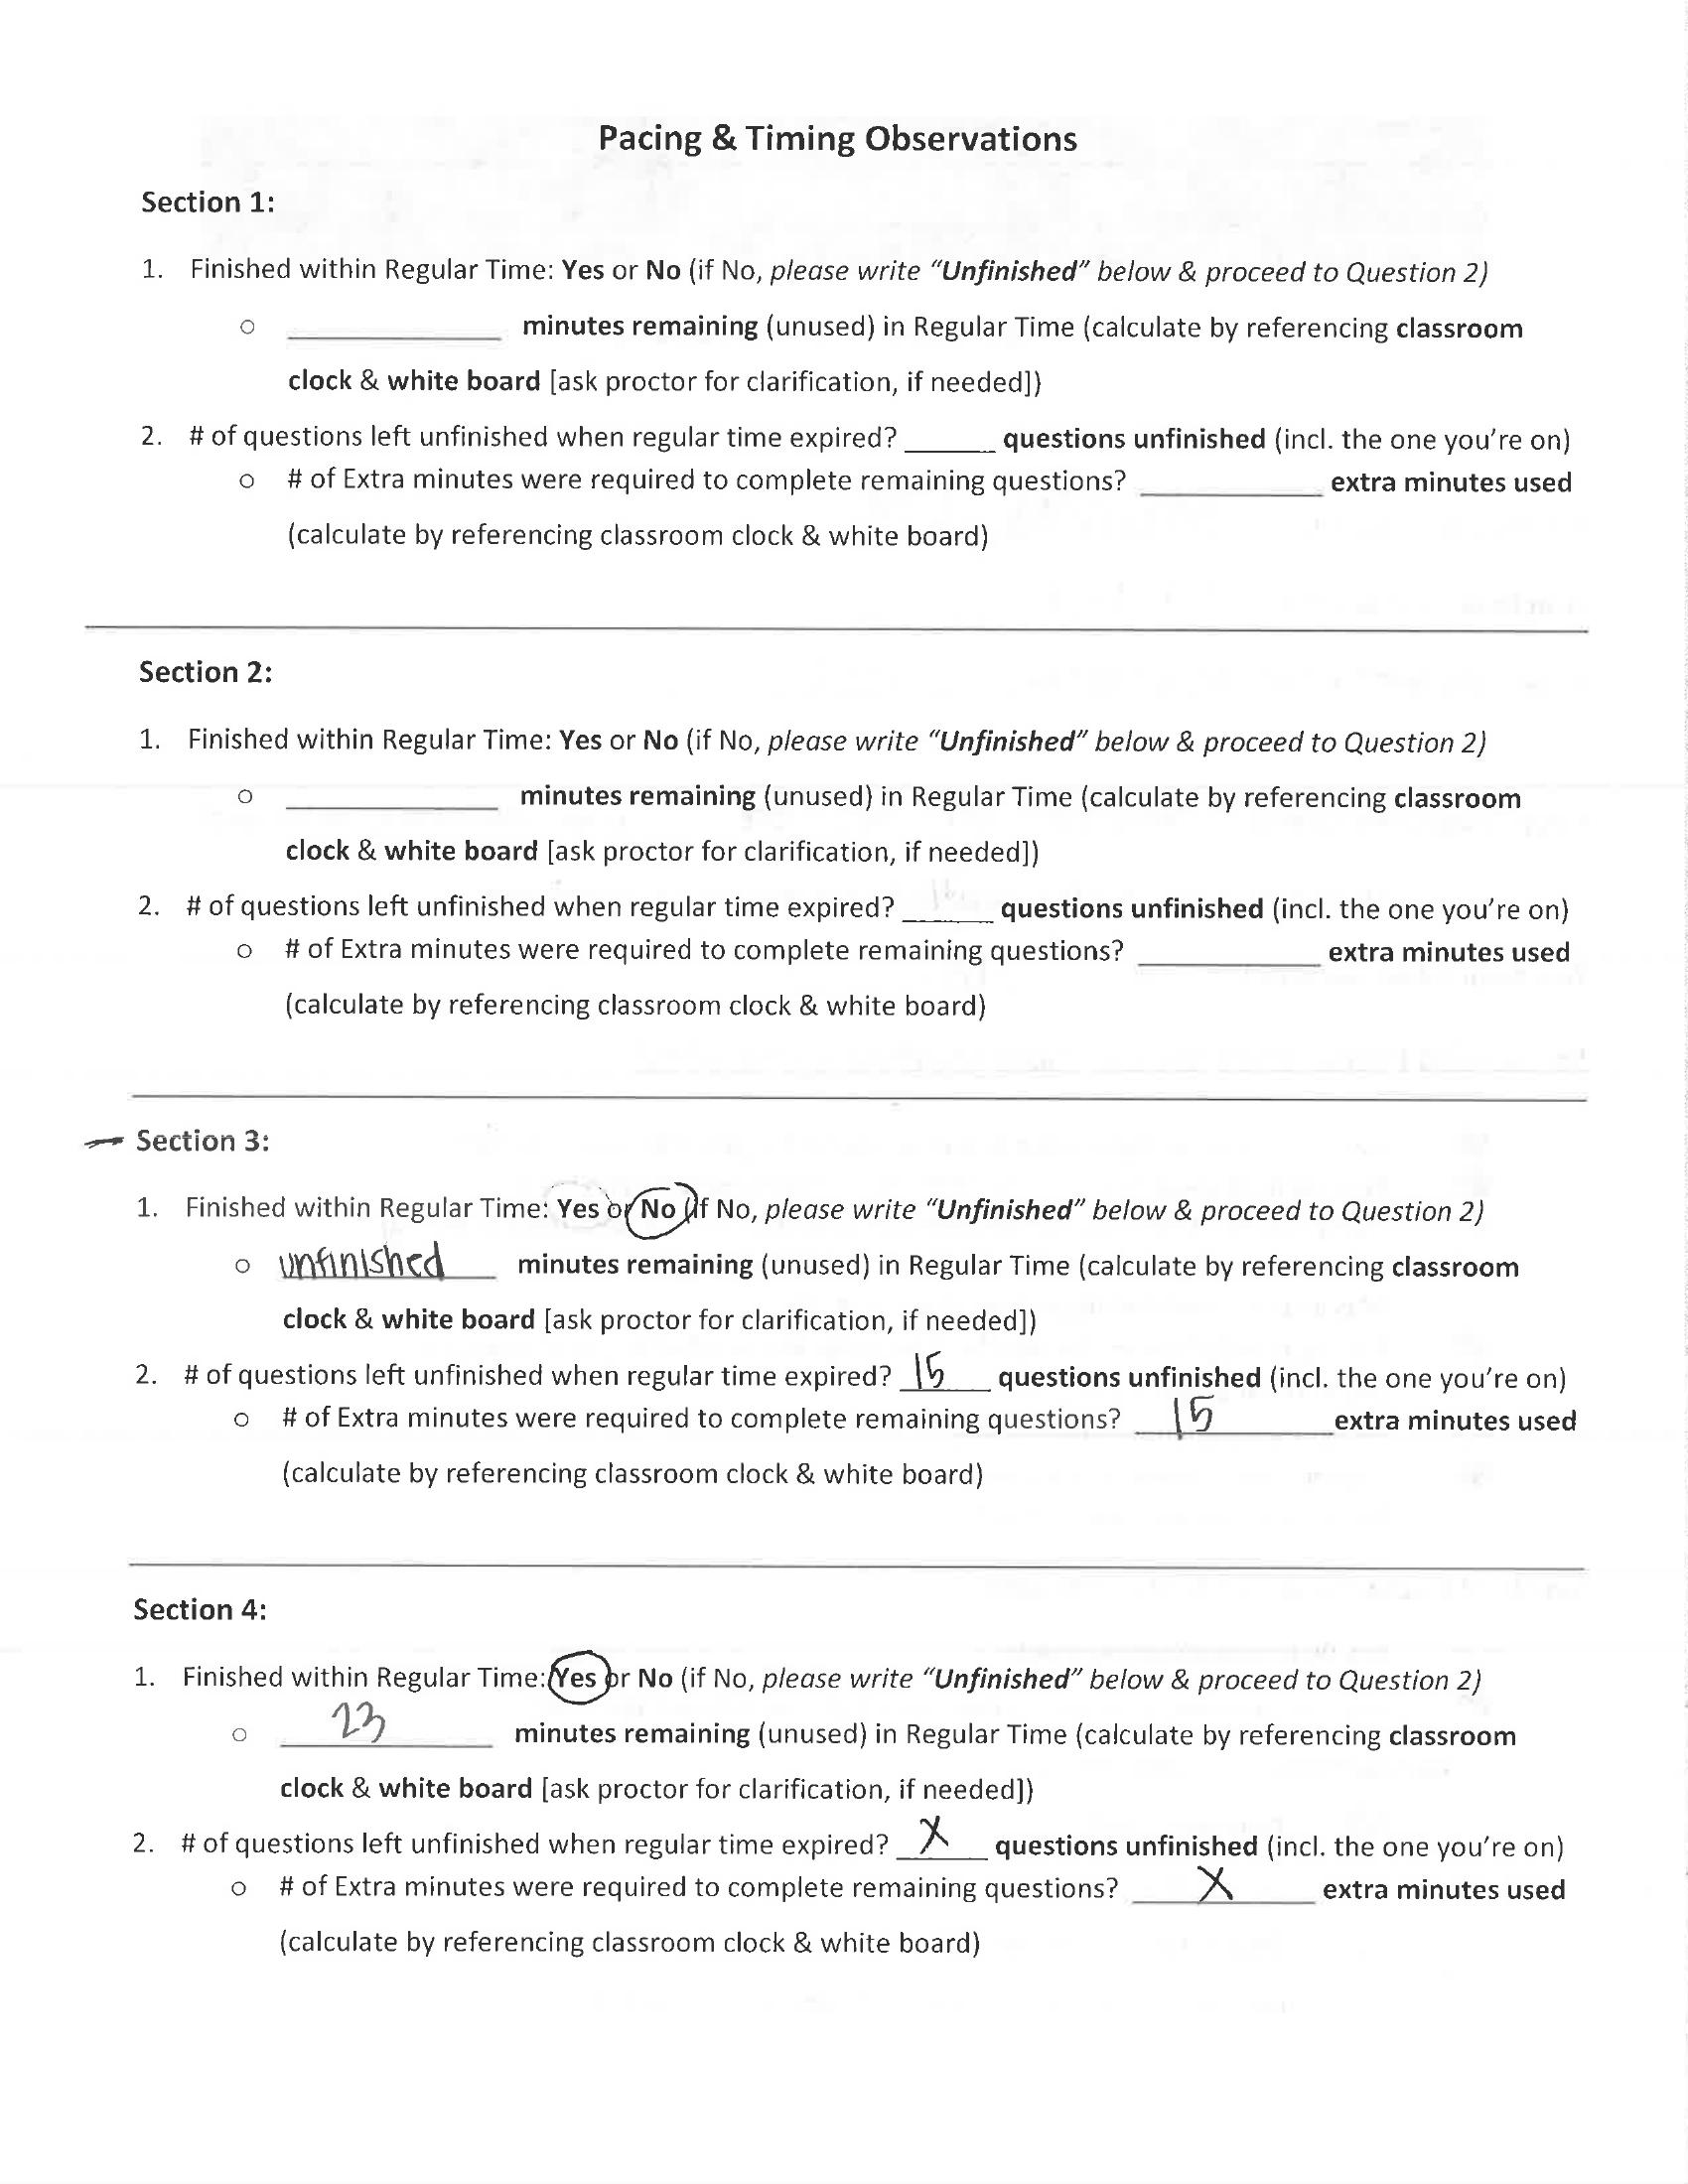 Pacing & Timing Observations
Section 1:
1. Finished within Regular Time: Yes or No (if No, please write “Unfinished” below & proceed to Question 2)
o __________ minutes remaining (unused) in Regular Time (calculate by referencing classroom
clock & white board [ask proctor for clarification, if needed])
2. # of questions left unfinished when regular time expired? _____ questions unfinished (incl. the one you’re on)
o # of Extra minutes were required to complete remaining questions? __________ extra minutes used
(calculate by referencing classroom clock & white board)
Section 2:
1. Finished within Regular Time: Yes or No (if No, please write “Unfinished” below & proceed to Question 2)
o __________ minutes remaining (unused) in Regular Time (calculate by referencing classroom
clock & white board [ask proctor for clarification, if needed])
2. # of questions left unfinished when regular time expired? _____ questions unfinished (incl. the one you’re on)
o # of Extra minutes were required to complete remaining questions? __________ extra minutes used
(calculate by referencing classroom clock & white board)
Section 3:
1. Finished within Regular Time: Yes or No (if No, please write “Unfinished” below & proceed to Question 2)
o unfinished minutes remaining (unused) in Regular Time (calculate by referencing classroom
clock & white board [ask proctor for clarification, if needed])
2. # of questions left unfinished when regular time expired? 15 questions unfinished (incl. the one you’re on)
o # of Extra minutes were required to complete remaining questions? 15 extra minutes used
(calculate by referencing classroom clock & white board)
Section 4:
1. Finished within Regular Time: Yes or No (if No, please write “Unfinished” below & proceed to Question 2)
o 23 minutes remaining (unused) in Regular Time (calculate by referencing classroom
clock & white board [ask proctor for clarification, if needed])
2. # of questions left unfinished when regular time expired? X questions unfinished (incl. the one you’re on)
o # of Extra minutes were required to complete remaining questions? X extra minutes used
(calculate by referencing classroom clock & white board)